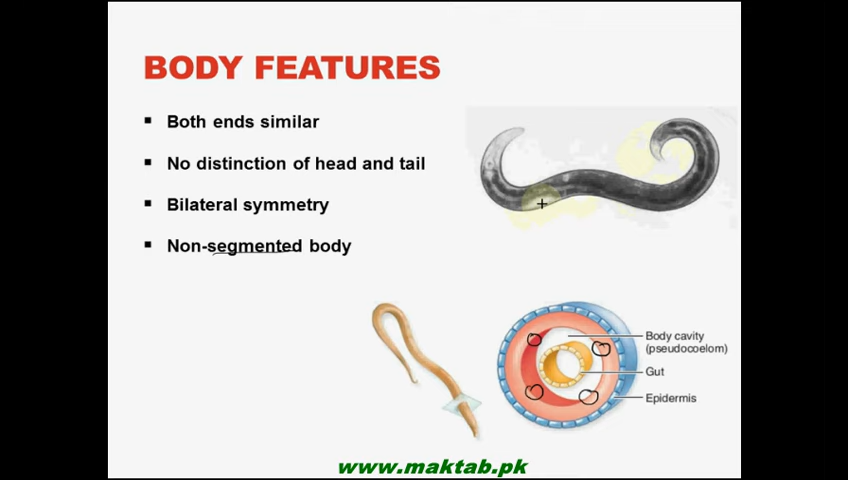 BODY FEATURES
▪ Both ends similar
▪ No distinction of head and tail
▪ Bilateral symmetry
▪ Non-segmented body
Body cavity
(pseudocoelom)
Gut
Epidermis
www.maktab.pk